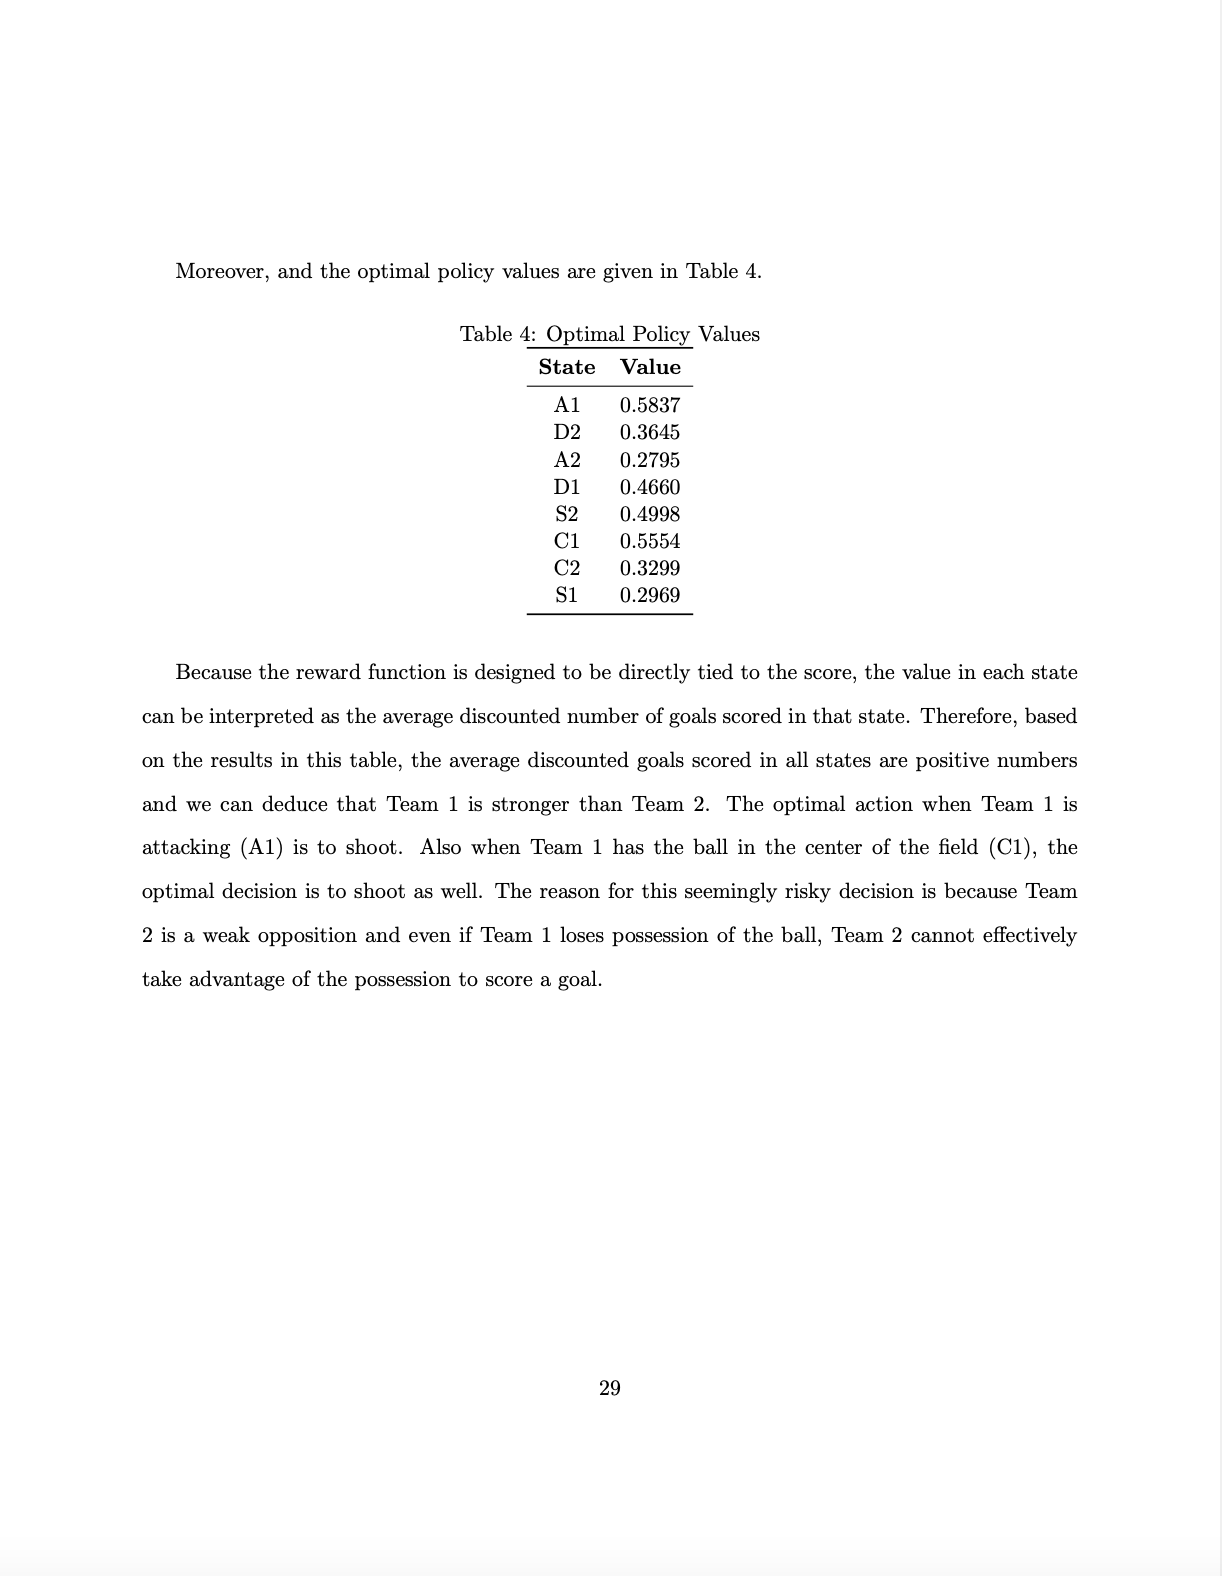 Moreover, and the optimal policy values are given in Table 4.
Table 4: Optimal Policy Values
State Value
A1 0.5837
D2 0.3645
A2 0.2795
D1 0.4660
S2 0.4998
C1 0.5554
C2 0.3299
S1 0.2969
Because the reward function is designed to be directly tied to the score, the value in each state
can be interpreted as the average discounted number of goals scored in that state. Therefore, based
on the results in this table, the average discounted goals scored in all states are positive numbers
and we can deduce that Team 1 is stronger than Team 2. The optimal action when Team 1 is
attacking (A1) is to shoot. Also when Team 1 has the ball in the center of the field (C1), the
optimal decision is to shoot as well. The reason for this seemingly risky decision is because Team
2 is a weak opposition and even if Team 1 loses possession of the ball, Team 2 cannot effectively
take advantage of the possession to score a goal.
29